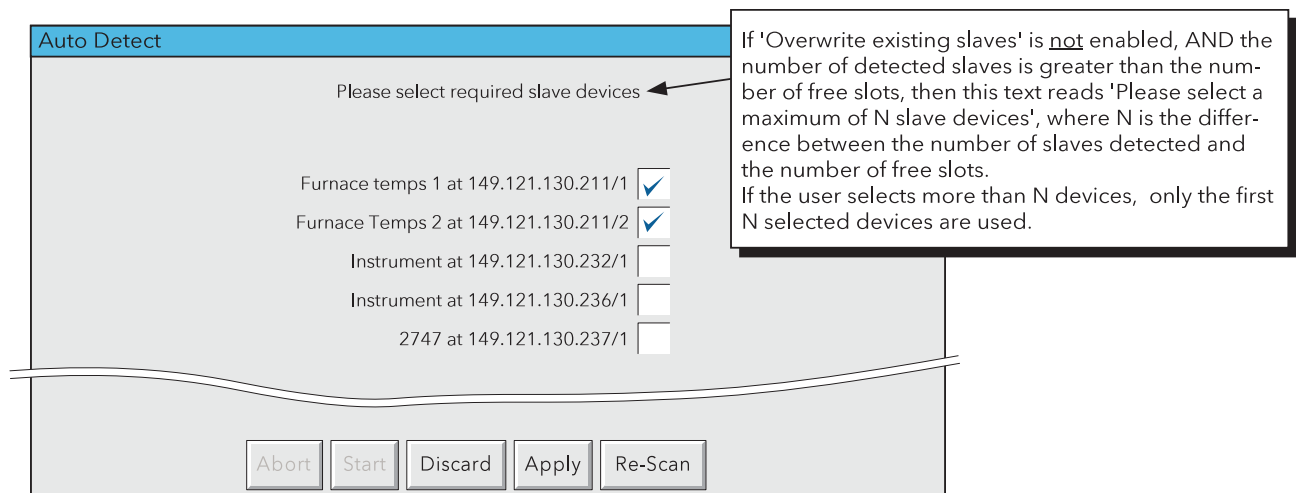 Auto Detect
Please select required slave devices
If 'Overwrite existing slaves' is not enabled, AND the
number of detected slaves is greater than the num-
ber of free slots, then this text reads 'Please select a
maximum of N slave devices', where N is the differ-
ence between the number of slaves detected and
the number of free slots.
If the user selects more than N devices,  only the first
N selected devices are used.
Furnace temps 1 at 149.121.130.211/1
Furnace Temps 2 at 149.121.130.211/2
Instrument at 149.121.130.232/1
Instrument at 149.121.130.236/1
2747 at 149.121.130.237/1
Abort Start Discard Apply Re-Scan